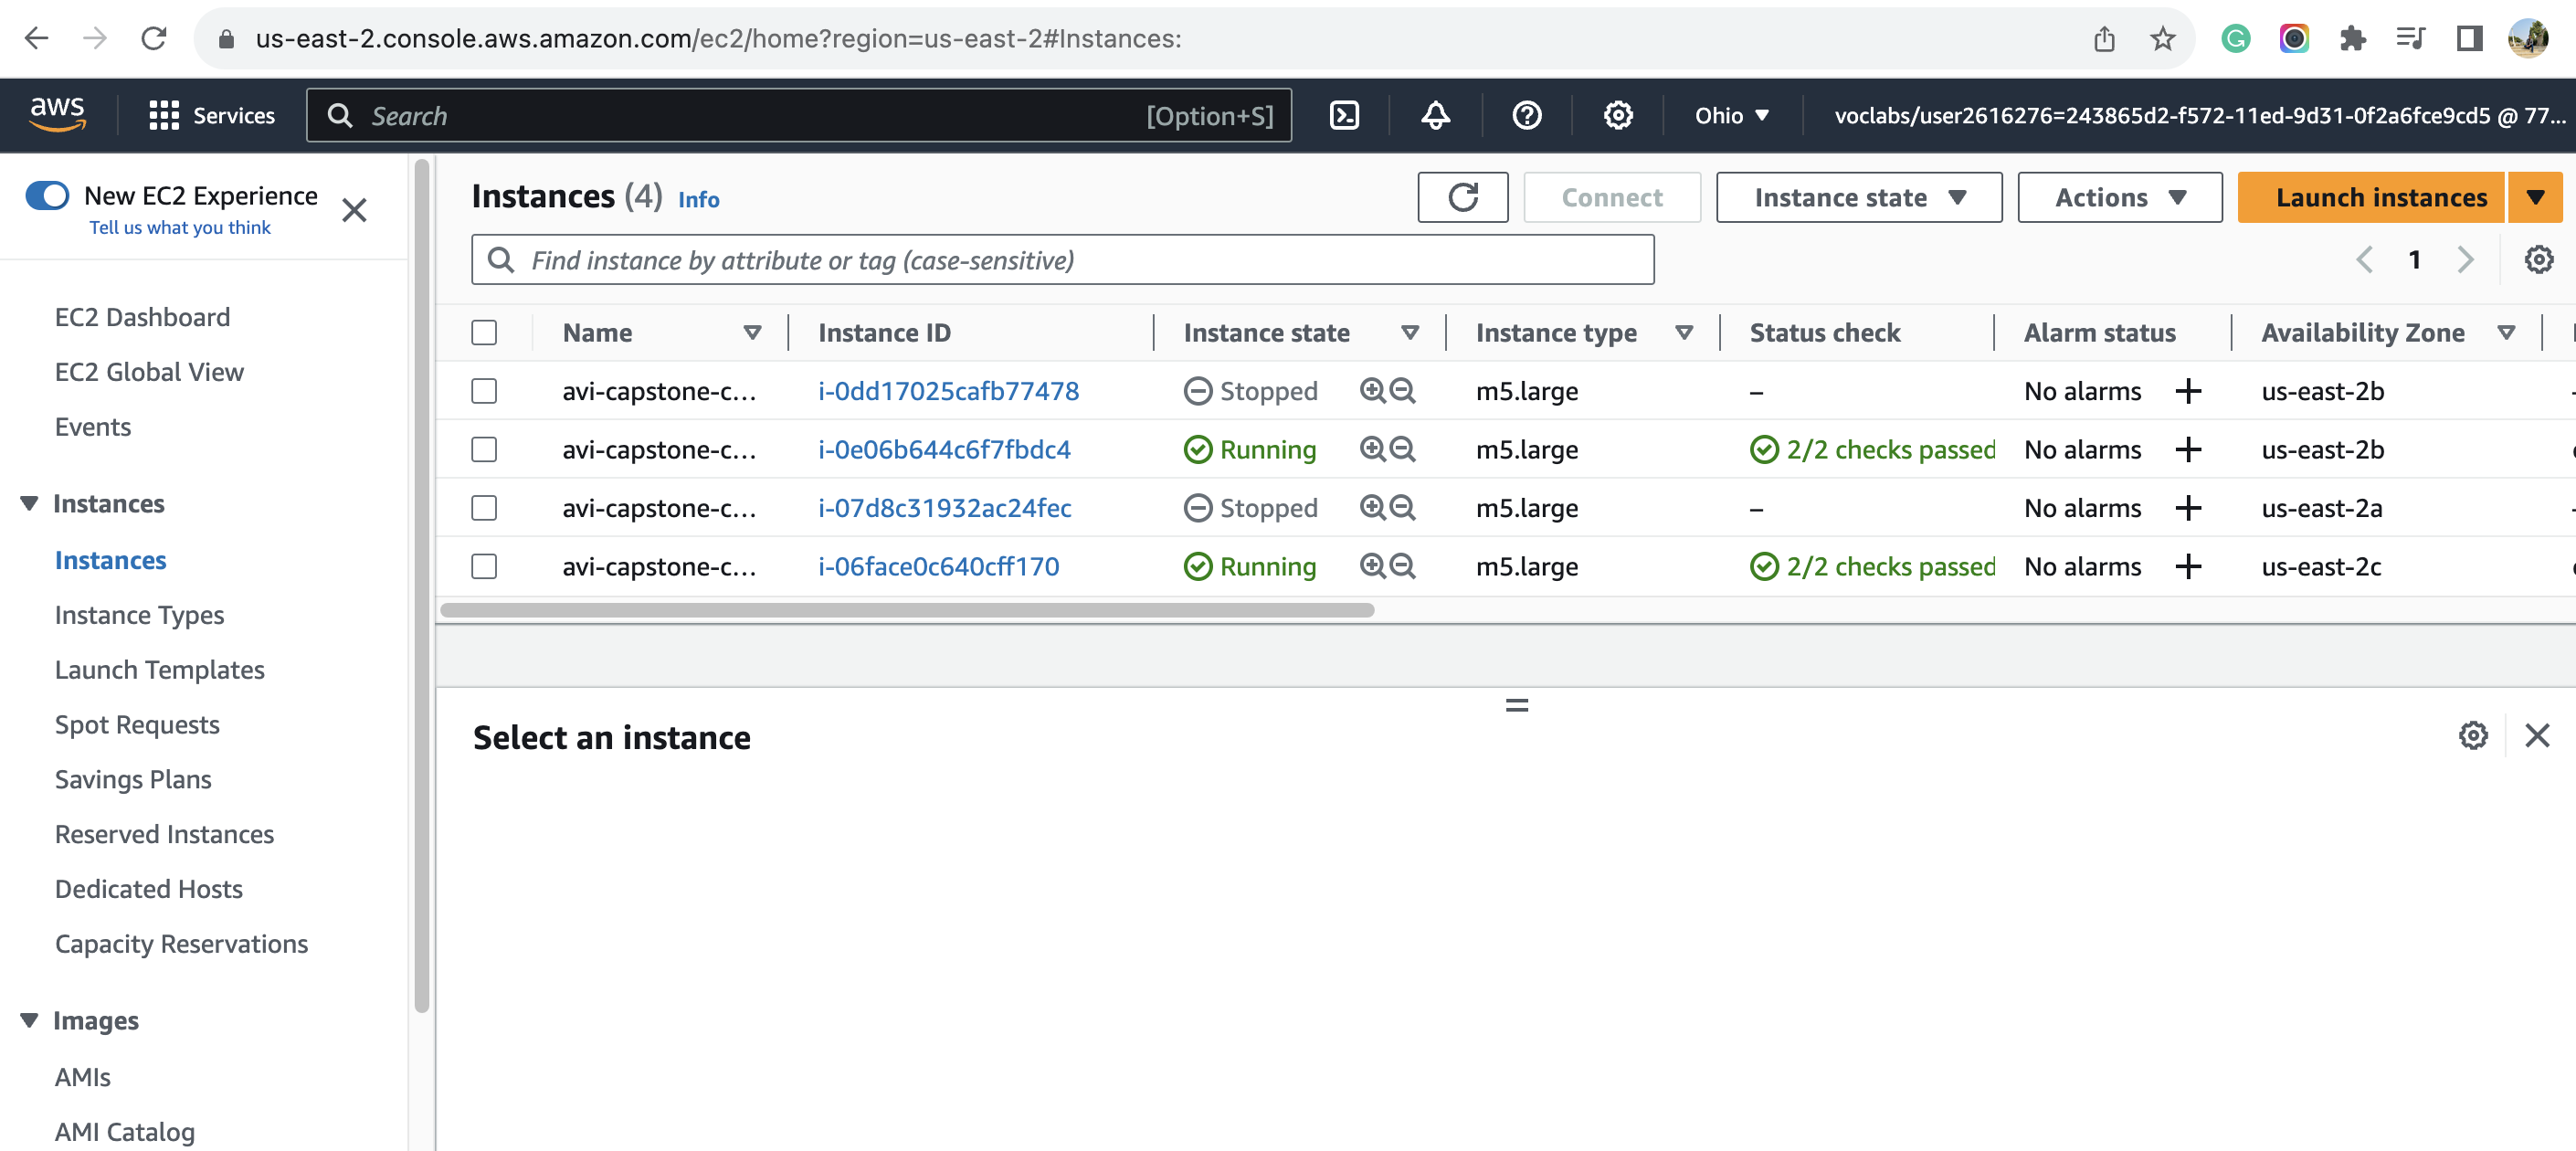 us-east-2.console.aws.amazon.com/ec2/home?region=us-east-2#Instances:
aws Services Search [Option+S] Ohio voclabs/user2616276=243865d2-f572-11ed-9d31-0f2a6fce9cd5 @ 77...
New EC2 Experience
Tell us what you think
EC2 Dashboard
EC2 Global View
Events
Instances
Instances
Instance Types
Launch Templates
Spot Requests
Savings Plans
Reserved Instances
Dedicated Hosts
Capacity Reservations
Images
AMIs
AMI Catalog
Instances (4) Info Connect Instance state Actions Launch instances
Find instance by attribute or tag (case-sensitive) 1
Name Instance ID Instance state Instance type Status check Alarm status Availability Zone
avi-capstone-c... i-0dd17025cafb77478 Stopped m5.large – No alarms + us-east-2b
avi-capstone-c... i-0e06b644c6f7fbdc4 Running m5.large 2/2 checks passed No alarms + us-east-2b
avi-capstone-c... i-07d8c31932ac24fec Stopped m5.large – No alarms + us-east-2a
avi-capstone-c... i-06face0c640cff170 Running m5.large 2/2 checks passed No alarms + us-east-2c
Select an instance